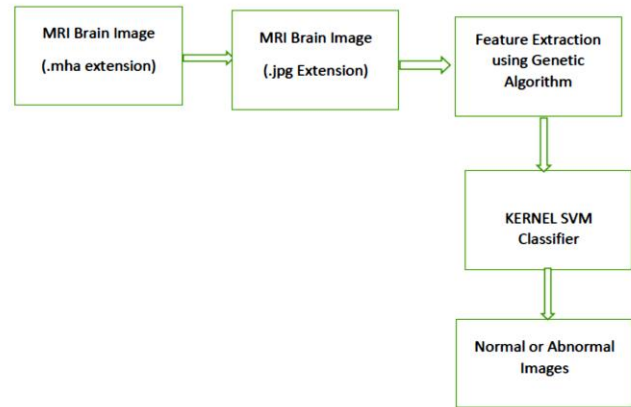 MRI Brain Image
(.mha extension)
MRI Brain Image
(.jpg Extension)
Feature Extraction
using Genetic
Algorithm
KERNEL SVM
Classifier
Normal or Abnormal
Images